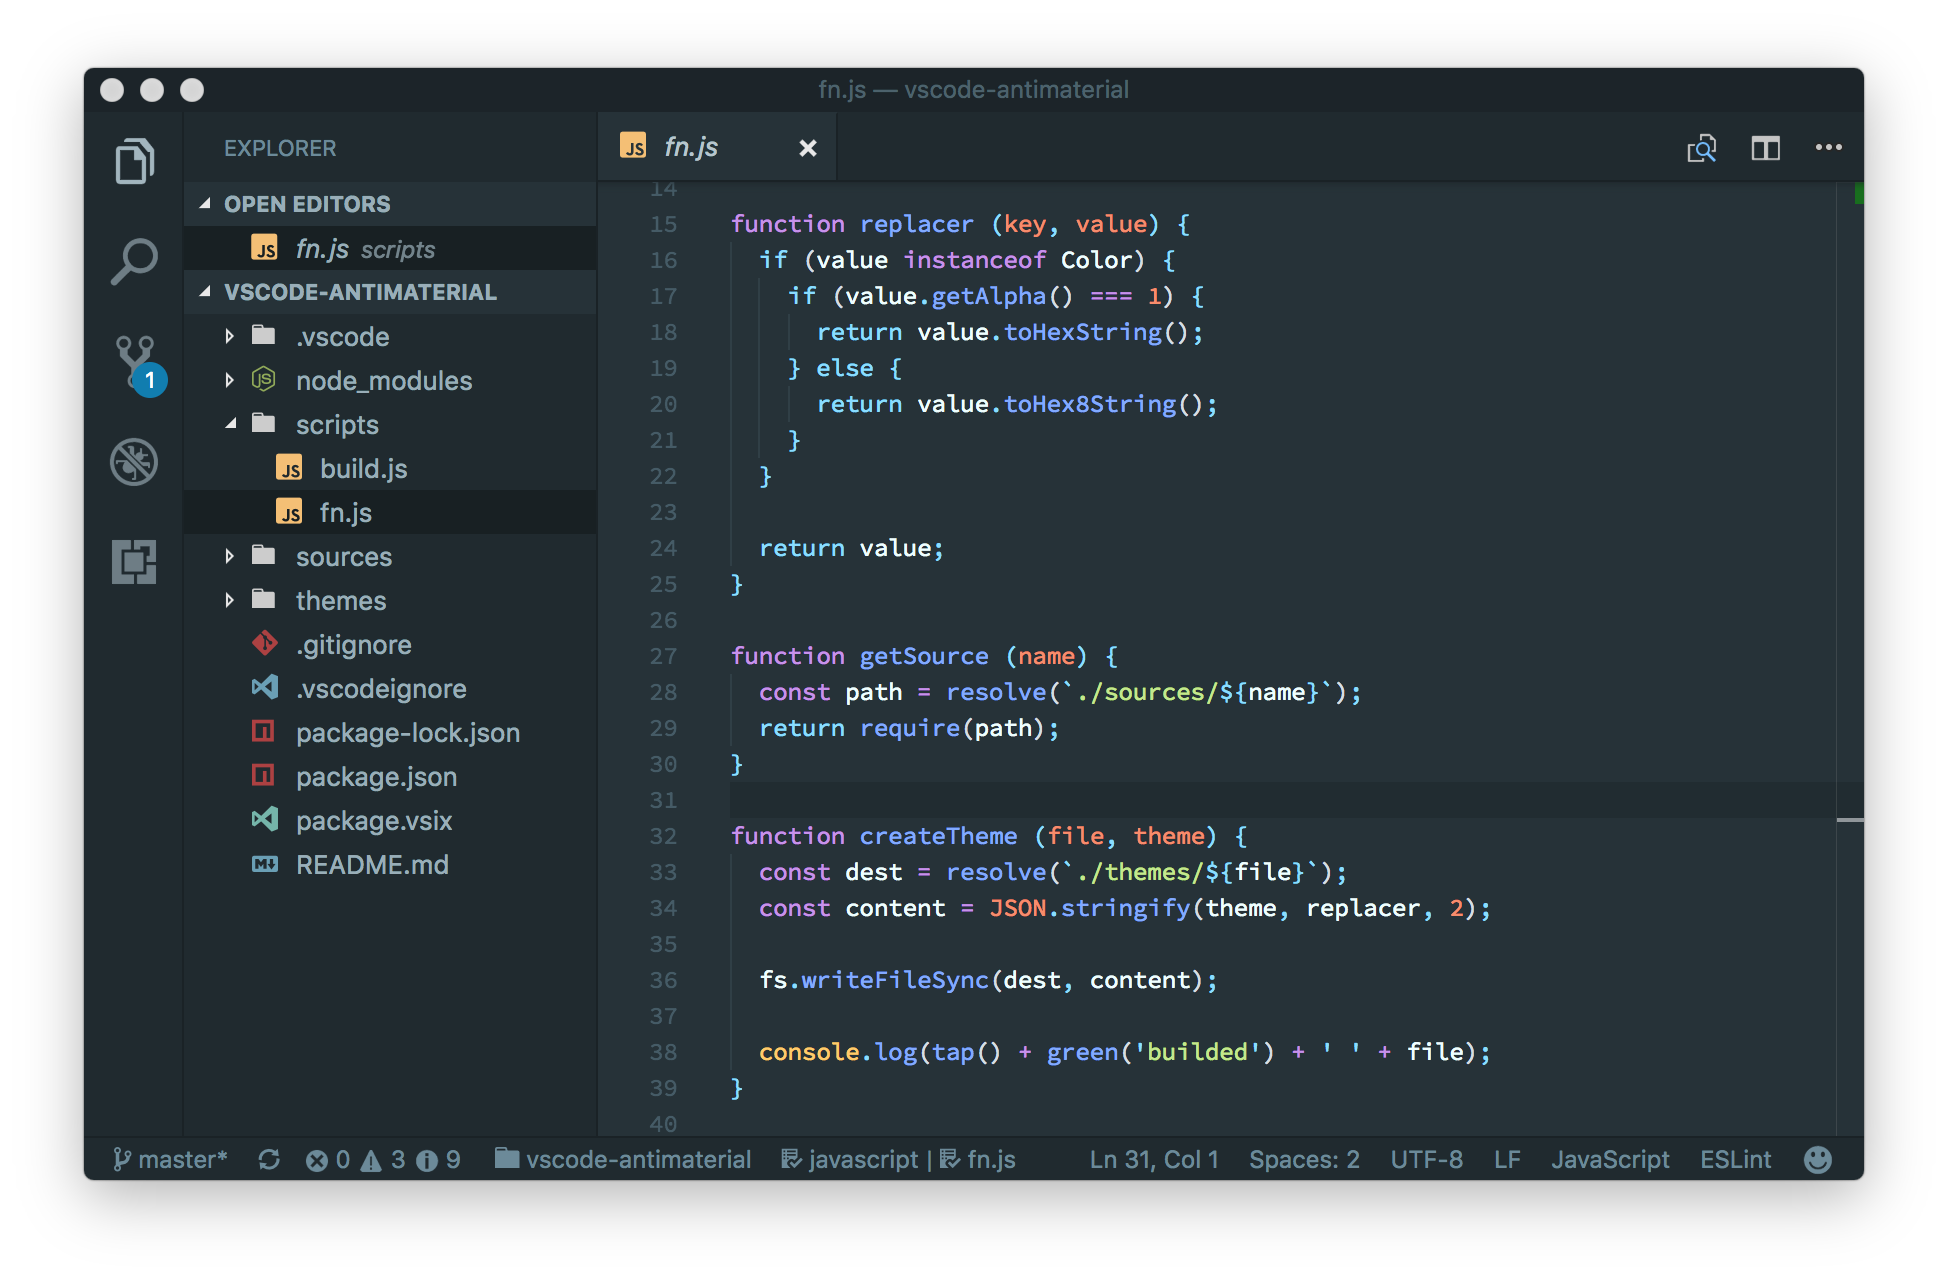 fn.js — vscode-antimaterial
EXPLORER
OPEN EDITORS
JS fn.js scripts
VSCODE-ANTIMATERIAL
.vscode
JS node_modules
scripts
JS build.js
JS fn.js
sources
themes
.gitignore
.vscodeignore
package-lock.json
package.json
package.vsix
M README.md
1
JS fn.js
14
15 function replacer (key, value) {
16   if (value instanceof Color) {
17     if (value.getAlpha() === 1) {
18       return value.toHexString();
19     } else {
20       return value.toHex8String();
21     }
22   }
23
24   return value;
25 }
26
27 function getSource (name) {
28   const path = resolve(`./sources/${name}`);
29   return require(path);
30 }
31
32 function createTheme (file, theme) {
33   const dest = resolve(`./themes/${file}`);
34   const content = JSON.stringify(theme, replacer, 2);
35
36   fs.writeFileSync(dest, content);
37
38   console.log(tap() + green('builded') + ' ' + file);
39 }
40
master* 0 3 9 vscode-antimaterial javascript | fn.js Ln 31, Col 1 Spaces: 2 UTF-8 LF JavaScript ESLint